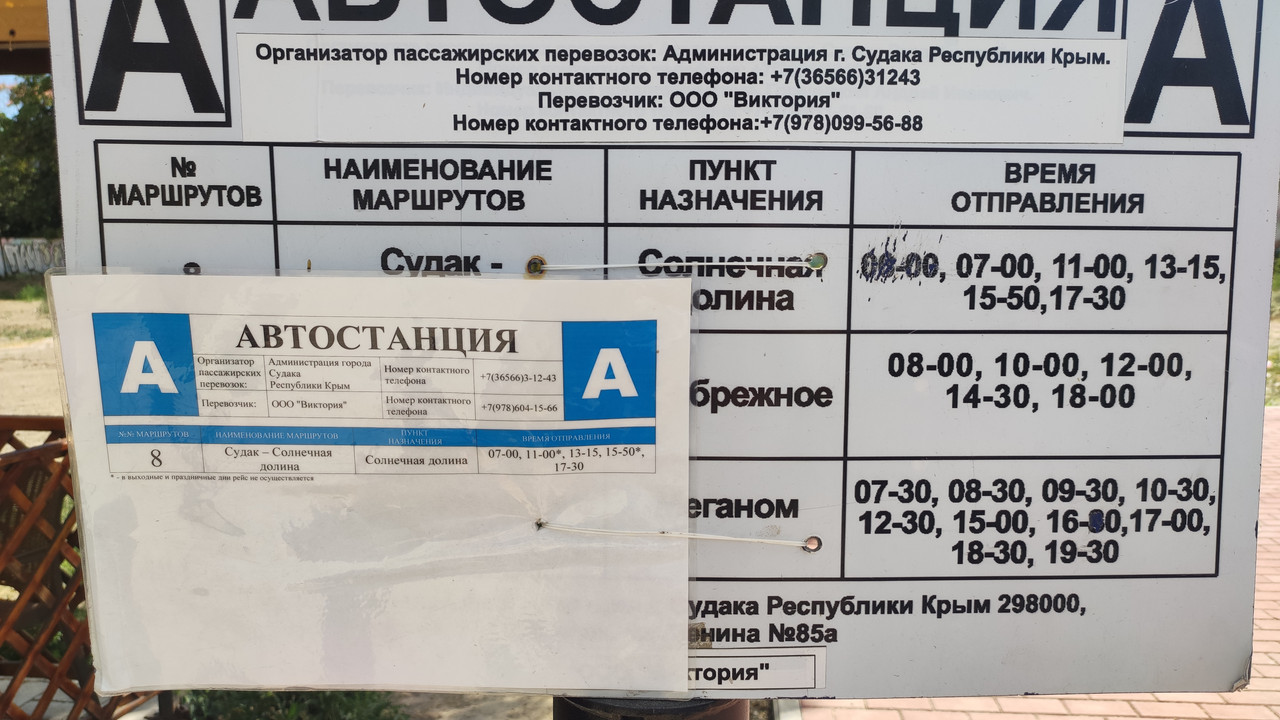 А АВТОСТАНЦИЯ А
Организатор пассажирских перевозок: Администрация г. Судака Республики Крым.
Номер контактного телефона: +7(36566)31243
Перевозчик: ООО "Виктория"
Номер контактного телефона:+7(978)099-56-88
№ МАРШРУТОВ
НАИМЕНОВАНИЕ МАРШРУТОВ
ПУНКТ НАЗНАЧЕНИЯ
ВРЕМЯ ОТПРАВЛЕНИЯ
Судак -
Солнечная
олина
07-00, 11-00, 13-15,
15-50,17-30
брежное
08-00, 10-00, 12-00,
14-30, 18-00
еганом
07-30, 08-30, 09-30, 10-30,
12-30, 15-00, 17-00,
18-30, 19-30
удака Республики Крым 298000,
енина №85а
тория"
А АВТОСТАНЦИЯ А
Организатор пассажирских перевозок:
Администрация города Судака Республики Крым
Номер контактного телефона
+7(36566)3-12-43
Перевозчик:
ООО "Виктория"
Номер контактного телефона
+7(978)604-15-66
№№ МАРШРУТОВ
НАИМЕНОВАНИЕ МАРШРУТОВ
ПУНКТ НАЗНАЧЕНИЯ
ВРЕМЯ ОТПРАВЛЕНИЯ
8
Судак – Солнечная долина
Солнечная долина
07-00, 11-00*, 13-15, 15-50*,
17-30
* - в выходные и праздничные дни рейс не осуществляется